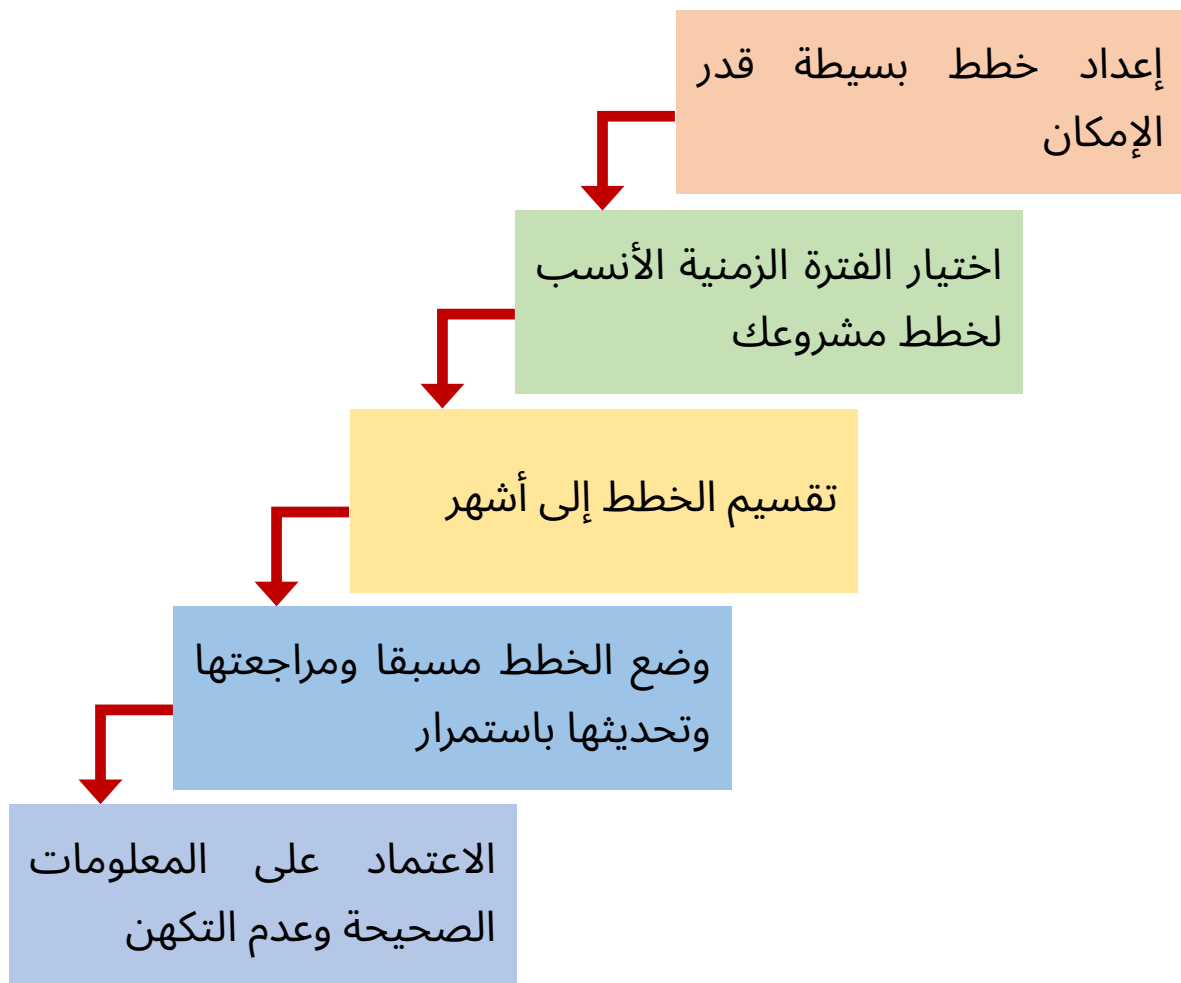 إعداد خطط بسيطة قدر
الإمكان
اختيار الفترة الزمنية الأنسب
لخطط مشروعك
تقسيم الخطط إلى أشهر
وضع الخطط مسبقا ومراجعتها
وتحديثها باستمرار
الاعتماد على المعلومات
الصحيحة وعدم التكهن